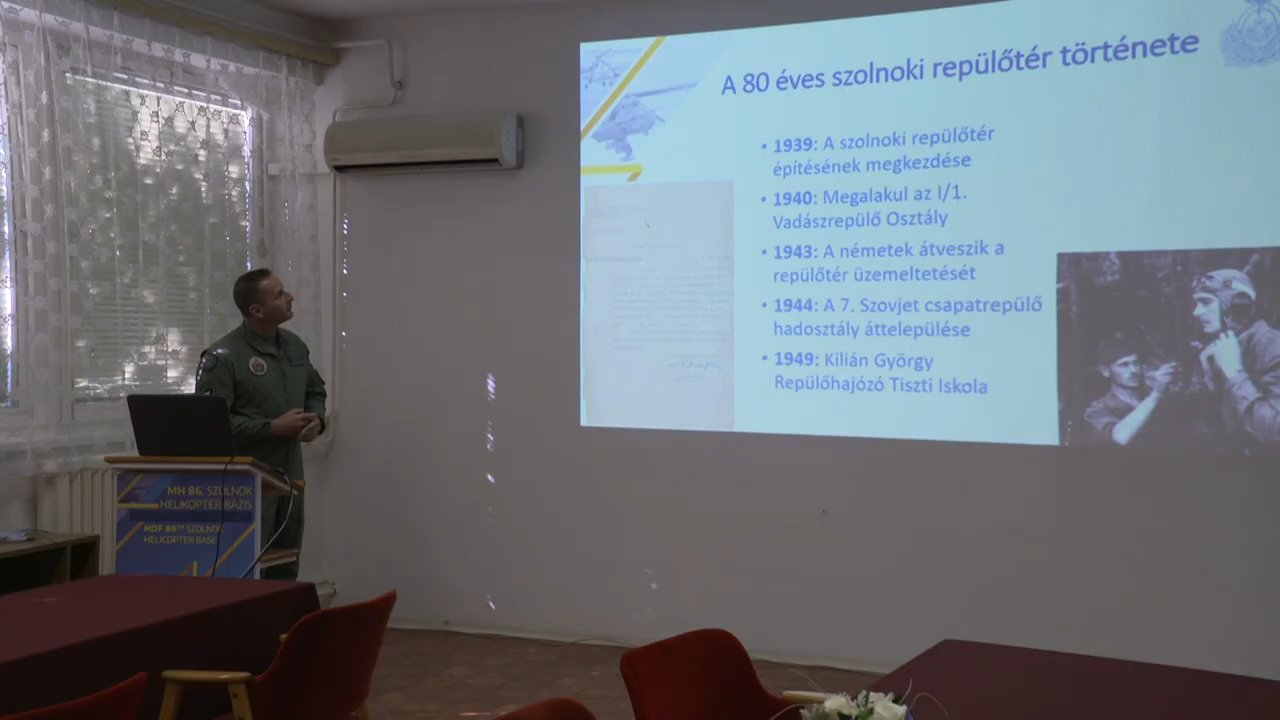 A 80 éves szolnoki repülőtér története
• 1939: A szolnoki repülőtér
építésének megkezdése
• 1940: Megalakul az I/1.
Vadászrepülő Osztály
• 1943: A németek átveszik a
repülőtér üzemeltetését
• 1944: A 7. Szovjet csapatrepülő
hadosztály áttelepülése
• 1949: Kilián György
Repülőhajózó Tiszti Iskola
MH 86. SZOLNOK
HELIKOPTER BÁZIS
HDF 86TH SZOLNOK
HELICOPTER BASE